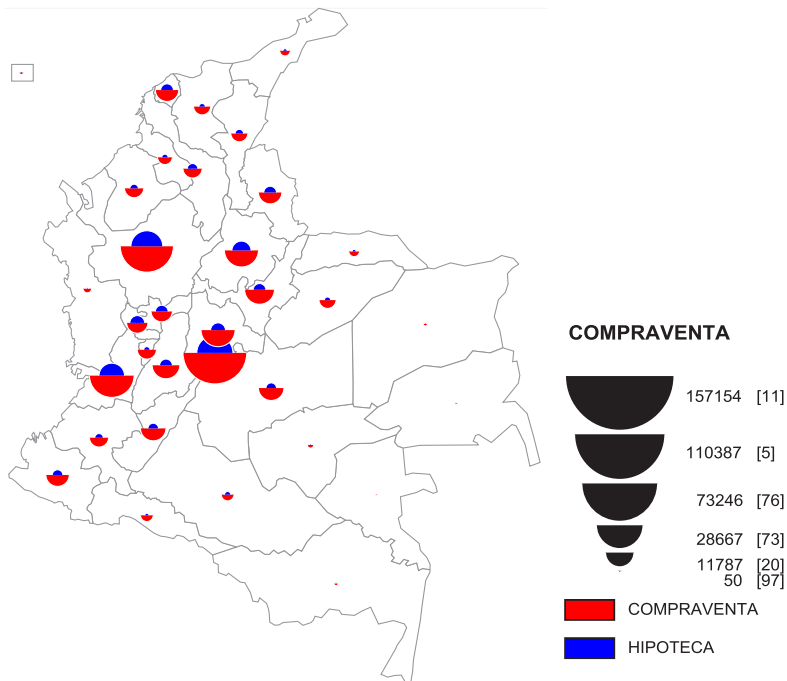 COMPRAVENTA
157154 [11]
110387 [5]
73246 [76]
28667 [73]
11787 [20]
50 [97]
COMPRAVENTA
HIPOTECA